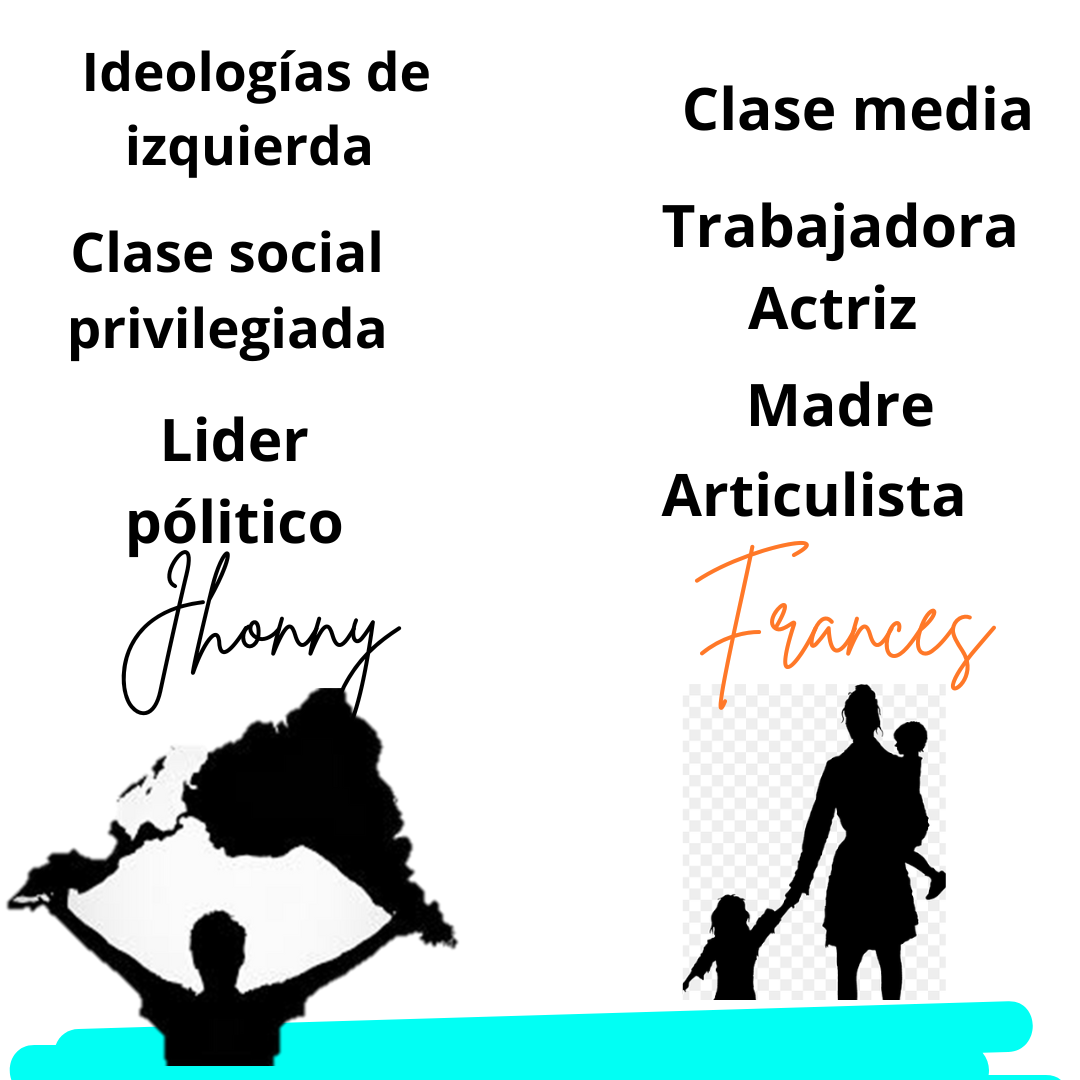 Ideologías de
izquierda
Clase social
privilegiada
Lider
pólitico
Jhonny
Clase media
Trabajadora
Actriz
Madre
Articulista
Frances